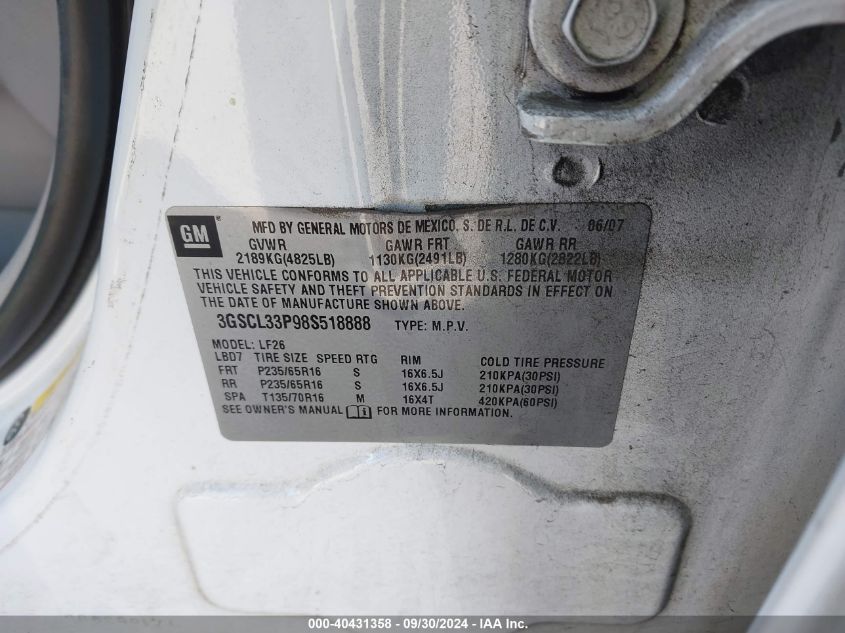 GM ®
MFD BY GENERAL MOTORS DE MEXICO, S. DE R.L. DE C.V. 06/07
GVWR GAWR FRT GAWR RR
2189KG(4825LB) 1130KG(2491LB) 1280KG(2822LB)
THIS VEHICLE CONFORMS TO ALL APPLICABLE U.S. FEDERAL MOTOR
VEHICLE SAFETY AND THEFT PREVENTION STANDARDS IN EFFECT ON
THE DATE OF MANUFACTURE SHOWN ABOVE.
3GSCL33P98S518888 TYPE: M.P.V.
MODEL: LF26
LBD7 TIRE SIZE SPEED RTG RIM COLD TIRE PRESSURE
FRT P235/65R16 S 16X6.5J 210KPA(30PSI)
RR P235/65R16 S 16X6.5J 210KPA(30PSI)
SPA T135/70R16 M 16X4T 420KPA(60PSI)
SEE OWNER'S MANUAL FOR MORE INFORMATION.
000-40431358 - 09/30/2024 - IAA Inc.